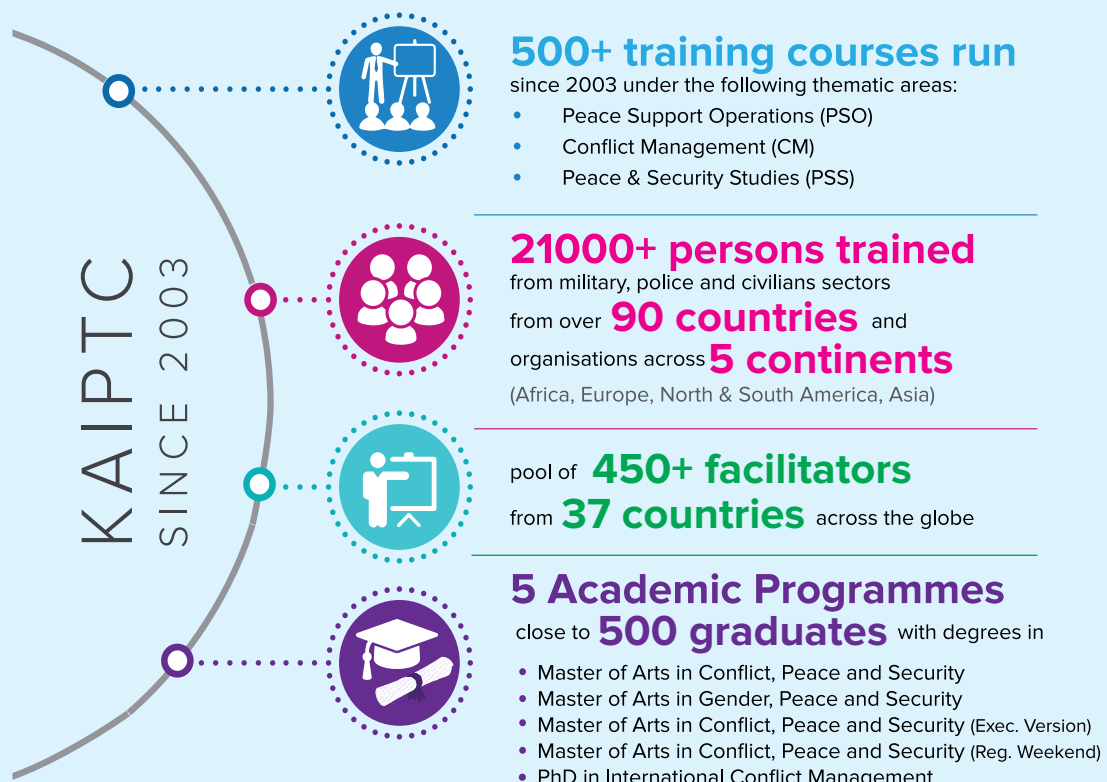 KAIPTC
SINCE 2003
500+ training courses run
since 2003 under the following thematic areas:
• Peace Support Operations (PSO)
• Conflict Management (CM)
• Peace & Security Studies (PSS)
21000+ persons trained
from military, police and civilians sectors
from over 90 countries and
organisations across 5 continents
(Africa, Europe, North & South America, Asia)
pool of 450+ facilitators
from 37 countries across the globe
5 Academic Programmes
close to 500 graduates with degrees in
• Master of Arts in Conflict, Peace and Security
• Master of Arts in Gender, Peace and Security
• Master of Arts in Conflict, Peace and Security (Exec. Version)
• Master of Arts in Conflict, Peace and Security (Reg. Weekend)
• PhD in International Conflict Management